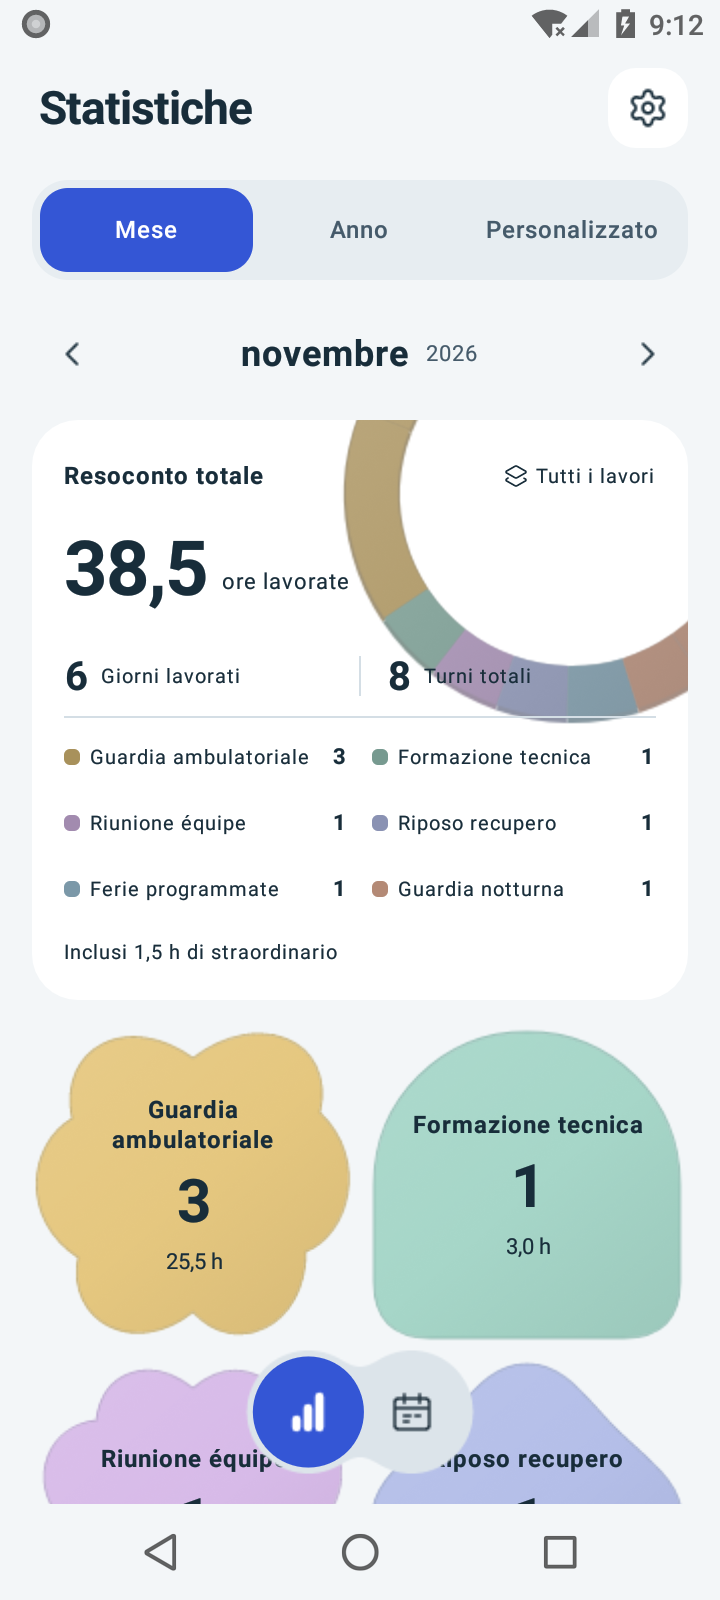 9:12
Statistiche
Mese
Anno
Personalizzato
novembre 2026
Resoconto totale
Tutti i lavori
38,5 ore lavorate
6 Giorni lavorati
8 Turni totali
Guardia ambulatoriale 3
Formazione tecnica 1
Riunione équipe 1
Riposo recupero 1
Ferie programmate 1
Guardia notturna 1
Inclusi 1,5 h di straordinario
Guardia
ambulatoriale
3
25,5 h
Formazione tecnica
1
3,0 h
Riunione
recupero